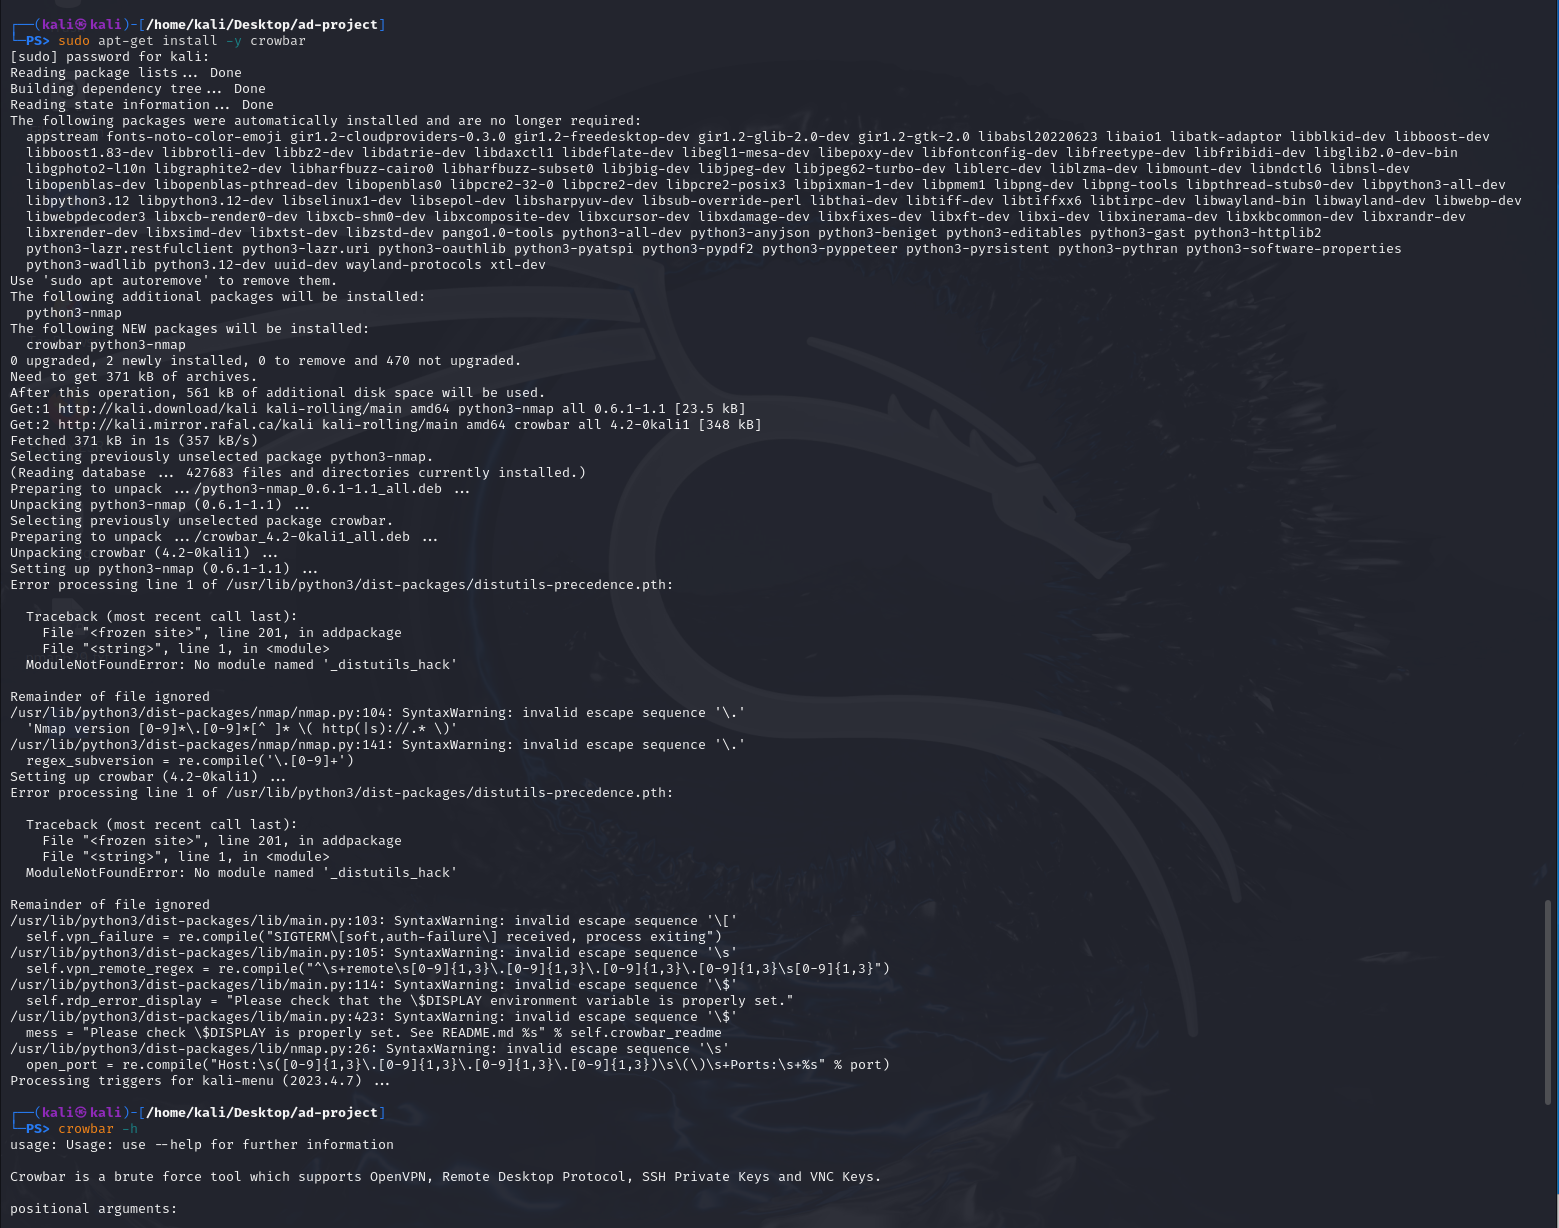 ┌──(kali㉿kali)-[/home/kali/Desktop/ad-project]
└─PS> sudo apt-get install -y crowbar
[sudo] password for kali:
Reading package lists... Done
Building dependency tree... Done
Reading state information... Done
The following packages were automatically installed and are no longer required:
  appstream fonts-noto-color-emoji gir1.2-cloudproviders-0.3.0 gir1.2-freedesktop-dev gir1.2-glib-2.0-dev gir1.2-gtk-2.0 libabsl20220623 libaio1 libatk-adaptor libblkid-dev libboost-dev
  libboost1.83-dev libbrotli-dev libbz2-dev libdatrie-dev libdaxctl1 libdeflate-dev libegl1-mesa-dev libepoxy-dev libfontconfig-dev libfreetype-dev libfribidi-dev libglib2.0-dev-bin
  libgphoto2-l10n libgraphite2-dev libharfbuzz-cairo0 libharfbuzz-subset0 libjbig-dev libjpeg-dev libjpeg62-turbo-dev liblerc-dev liblzma-dev libmount-dev libndctl6 libnsl-dev
  libopenblas-dev libopenblas-pthread-dev libopenblas0 libpcre2-32-0 libpcre2-dev libpcre2-posix3 libpixman-1-dev libpmem1 libpng-dev libpng-tools libpthread-stubs0-dev libpython3-all-dev
  libpython3.12 libpython3.12-dev libselinux1-dev libsepol-dev libsharpyuv-dev libsub-override-perl libthai-dev libtiff-dev libtiffxx6 libtirpc-dev libwayland-bin libwayland-dev libwebp-dev
  libwebpdecoder3 libxcb-render0-dev libxcb-shm0-dev libxcomposite-dev libxcursor-dev libxdamage-dev libxfixes-dev libxft-dev libxi-dev libxinerama-dev libxkbcommon-dev libxrandr-dev
  libxrender-dev libxsimd-dev libxtst-dev libzstd-dev pango1.0-tools python3-all-dev python3-anyjson python3-beniget python3-editables python3-gast python3-httplib2
  python3-lazr.restfulclient python3-lazr.uri python3-oauthlib python3-pyatspi python3-pypdf2 python3-pyppeteer python3-pyrsistent python3-pythran python3-software-properties
  python3-wadllib python3.12-dev uuid-dev wayland-protocols xtl-dev
Use 'sudo apt autoremove' to remove them.
The following additional packages will be installed:
  python3-nmap
The following NEW packages will be installed:
  crowbar python3-nmap
0 upgraded, 2 newly installed, 0 to remove and 470 not upgraded.
Need to get 371 kB of archives.
After this operation, 561 kB of additional disk space will be used.
Get:1 http://kali.download/kali kali-rolling/main amd64 python3-nmap all 0.6.1-1.1 [23.5 kB]
Get:2 http://kali.mirror.rafal.ca/kali kali-rolling/main amd64 crowbar all 4.2-0kali1 [348 kB]
Fetched 371 kB in 1s (357 kB/s)
Selecting previously unselected package python3-nmap.
(Reading database ... 427683 files and directories currently installed.)
Preparing to unpack .../python3-nmap_0.6.1-1.1_all.deb ...
Unpacking python3-nmap (0.6.1-1.1) ...
Selecting previously unselected package crowbar.
Preparing to unpack .../crowbar_4.2-0kali1_all.deb ...
Unpacking crowbar (4.2-0kali1) ...
Setting up python3-nmap (0.6.1-1.1) ...
Error processing line 1 of /usr/lib/python3/dist-packages/distutils-precedence.pth:

  Traceback (most recent call last):
    File "<frozen site>", line 201, in addpackage
    File "<string>", line 1, in <module>
  ModuleNotFoundError: No module named '_distutils_hack'

Remainder of file ignored
/usr/lib/python3/dist-packages/nmap/nmap.py:104: SyntaxWarning: invalid escape sequence '\.'
  'Nmap version [0-9]*\.[0-9]*[^ ]* \( http(|s)://.* \)'
/usr/lib/python3/dist-packages/nmap/nmap.py:141: SyntaxWarning: invalid escape sequence '\.'
  regex_subversion = re.compile('\.[0-9]+')
Setting up crowbar (4.2-0kali1) ...
Error processing line 1 of /usr/lib/python3/dist-packages/distutils-precedence.pth:

  Traceback (most recent call last):
    File "<frozen site>", line 201, in addpackage
    File "<string>", line 1, in <module>
  ModuleNotFoundError: No module named '_distutils_hack'

Remainder of file ignored
/usr/lib/python3/dist-packages/lib/main.py:103: SyntaxWarning: invalid escape sequence '\['
  self.vpn_failure = re.compile("SIGTERM\[soft,auth-failure\] received, process exiting")
/usr/lib/python3/dist-packages/lib/main.py:105: SyntaxWarning: invalid escape sequence '\s'
  self.vpn_remote_regex = re.compile("^\s+remote\s[0-9]{1,3}\.[0-9]{1,3}\.[0-9]{1,3}\.[0-9]{1,3}\s[0-9]{1,3}")
/usr/lib/python3/dist-packages/lib/main.py:114: SyntaxWarning: invalid escape sequence '\$'
  self.rdp_error_display = "Please check that the \$DISPLAY environment variable is properly set."
/usr/lib/python3/dist-packages/lib/main.py:423: SyntaxWarning: invalid escape sequence '\$'
  mess = "Please check \$DISPLAY is properly set. See README.md %s" % self.crowbar_readme
/usr/lib/python3/dist-packages/lib/nmap.py:26: SyntaxWarning: invalid escape sequence '\s'
  open_port = re.compile("Host:\s([0-9]{1,3}\.[0-9]{1,3}\.[0-9]{1,3}\.[0-9]{1,3})\s\(\)\s+Ports:\s+%s" % port)
Processing triggers for kali-menu (2023.4.7) ...

┌──(kali㉿kali)-[/home/kali/Desktop/ad-project]
└─PS> crowbar -h
usage: Usage: use --help for further information

Crowbar is a brute force tool which supports OpenVPN, Remote Desktop Protocol, SSH Private Keys and VNC Keys.

positional arguments: